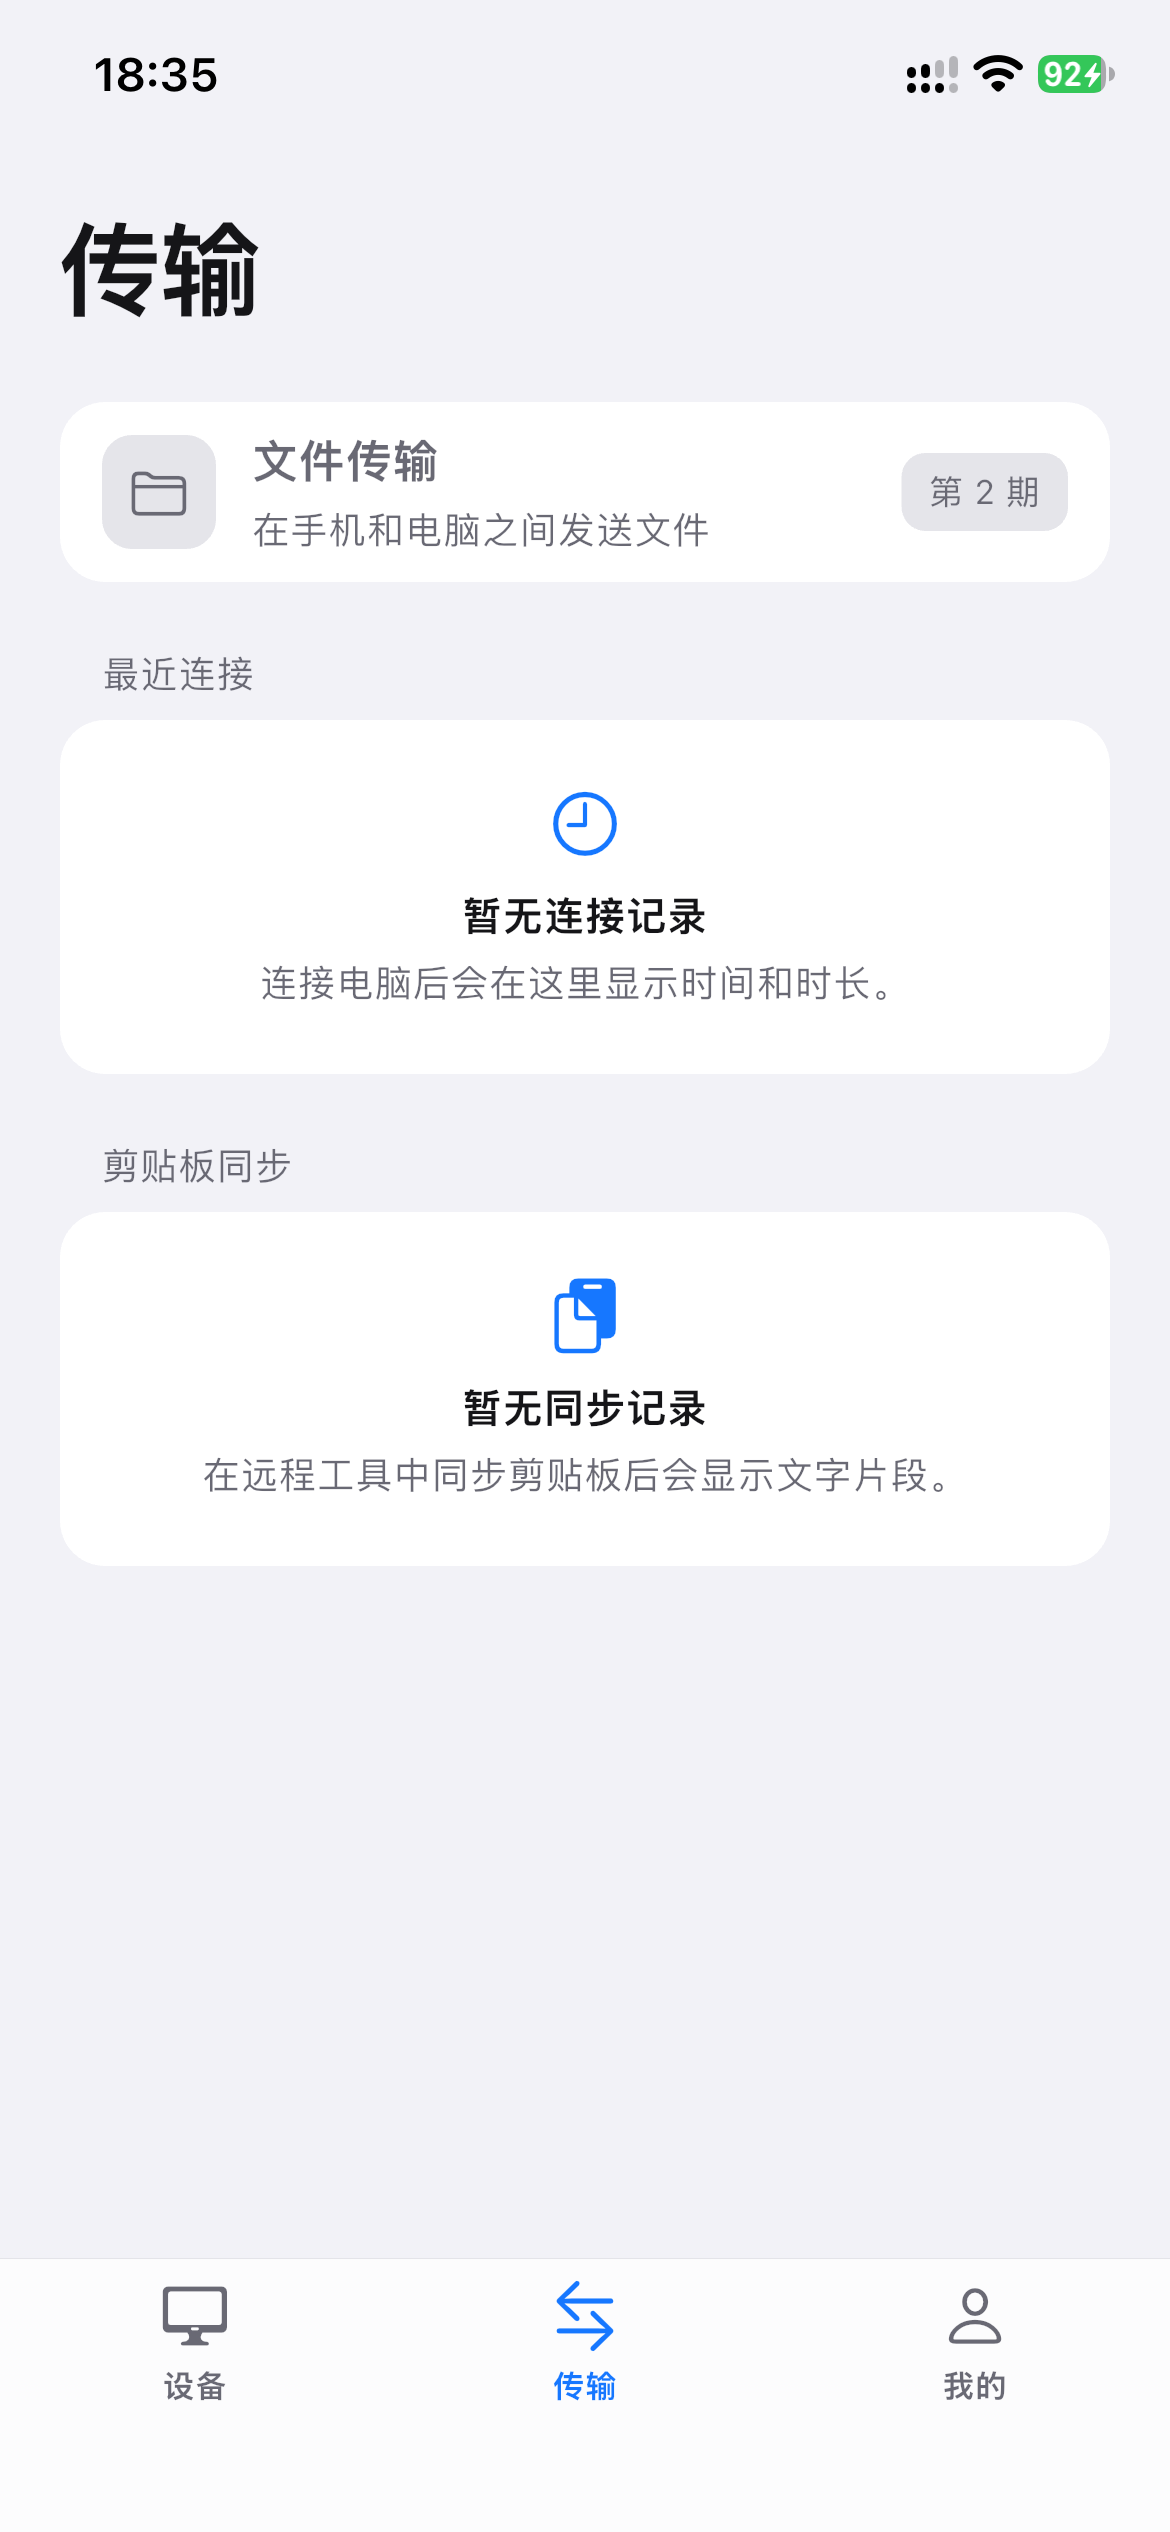 18:35
92
传输
文件传输
在手机和电脑之间发送文件
第 2 期
最近连接
暂无连接记录
连接电脑后会在这里显示时间和时长。
剪贴板同步
暂无同步记录
在远程工具中同步剪贴板后会显示文字片段。
设备
传输
我的